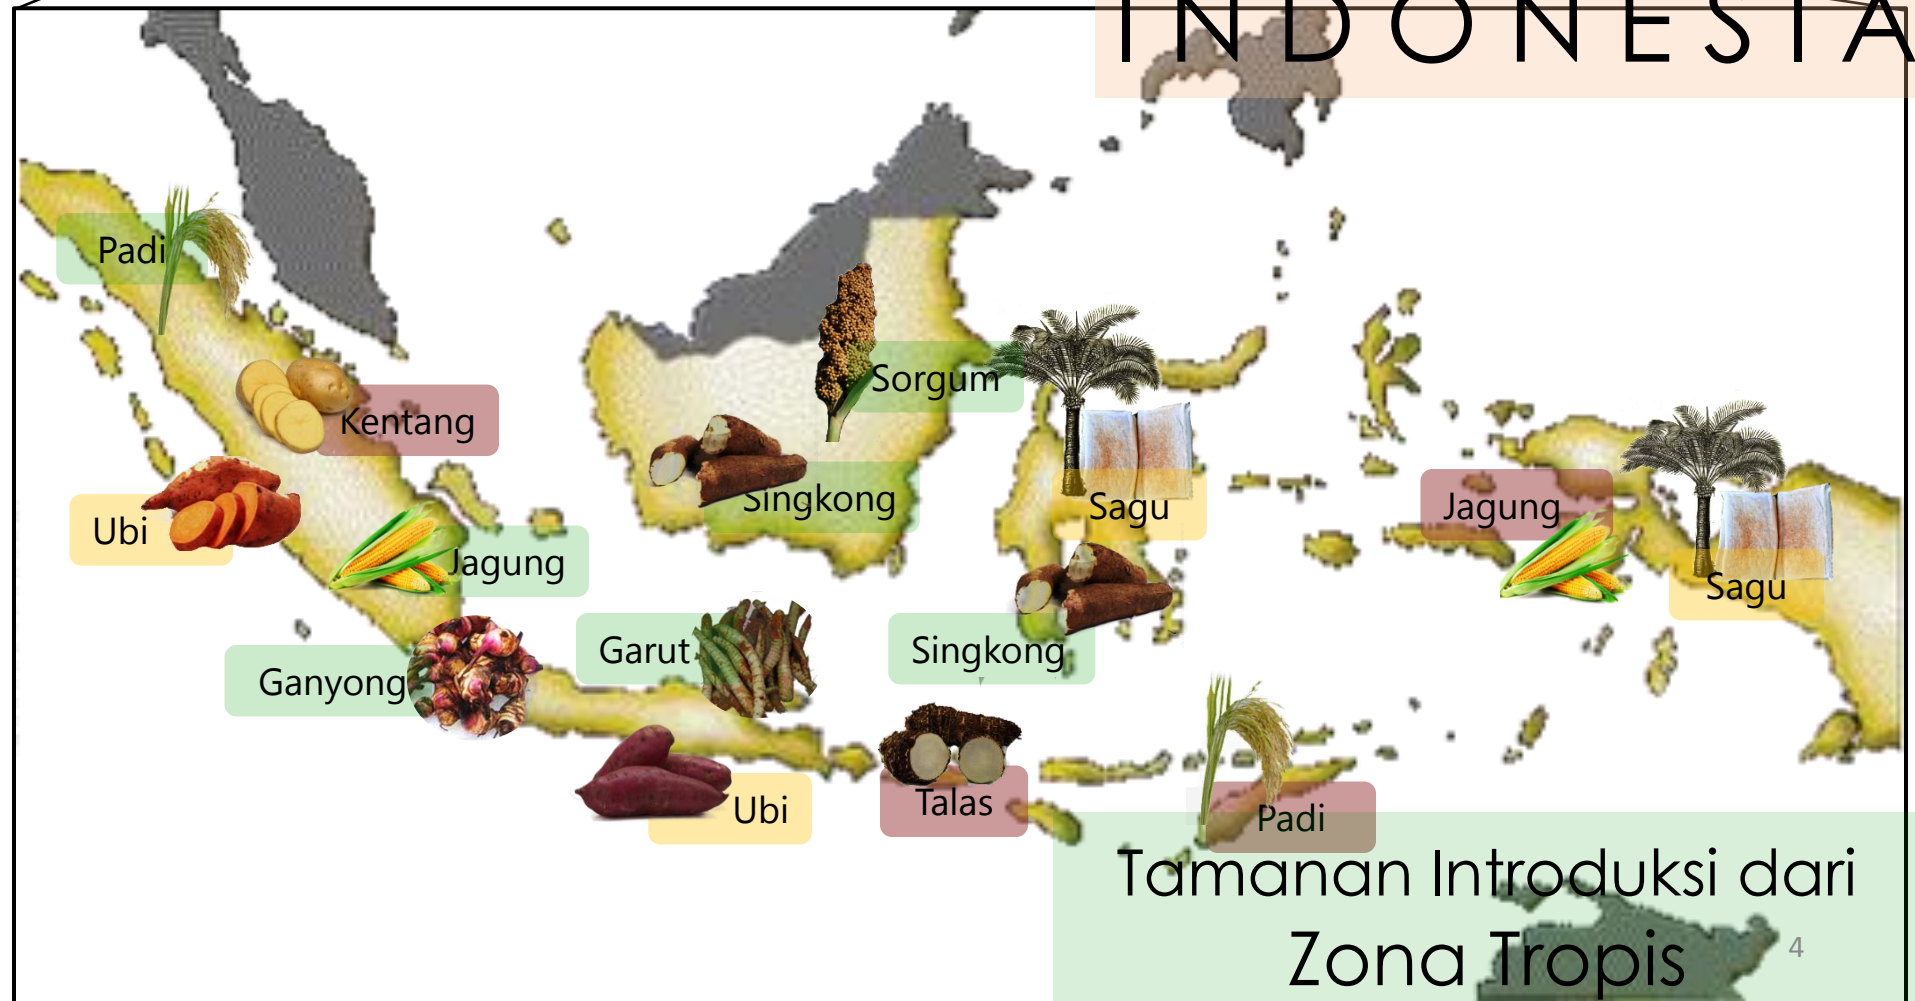 INDONESIA
Padi
Sorgum
Kentang
Singkong
Sagu
Jagung
Ubi
Jagung
Sagu
Garut
Singkong
Ganyong
Ubi
Talas
Padi
Tamanan Introduksi dari
Zona Tropis
4